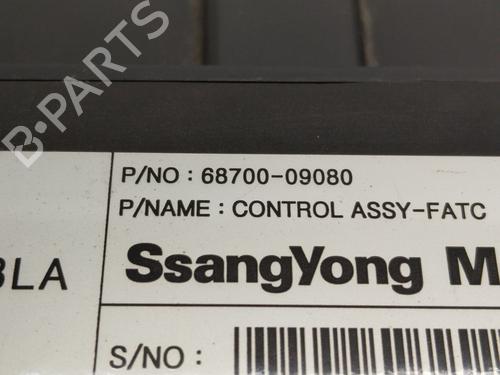 B-PARTS
P/NO : 68700-09080
P/NAME : CONTROL ASSY-FATC
BLA
SsangYong M
S/NO :